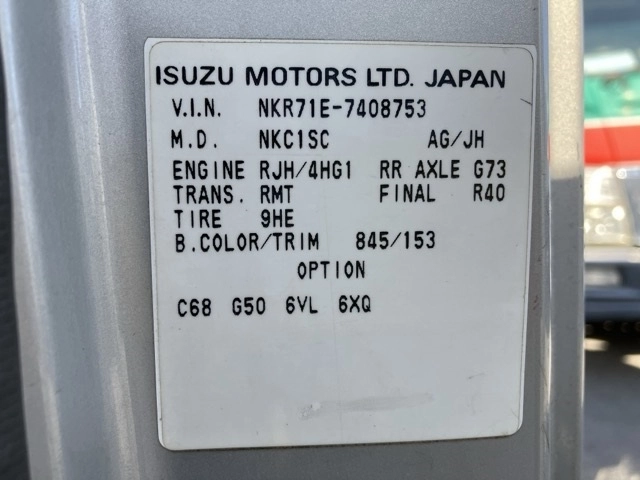 ISUZU MOTORS LTD. JAPAN
V.I.N. NKR71E-7408753
M.D. NKC1SC AG/JH
ENGINE RJH/4HG1 RR AXLE G73
TRANS. RMT FINAL R40
TIRE 9HE
B.COLOR/TRIM 845/153
OPTION
C68 G50 6VL 6XQ